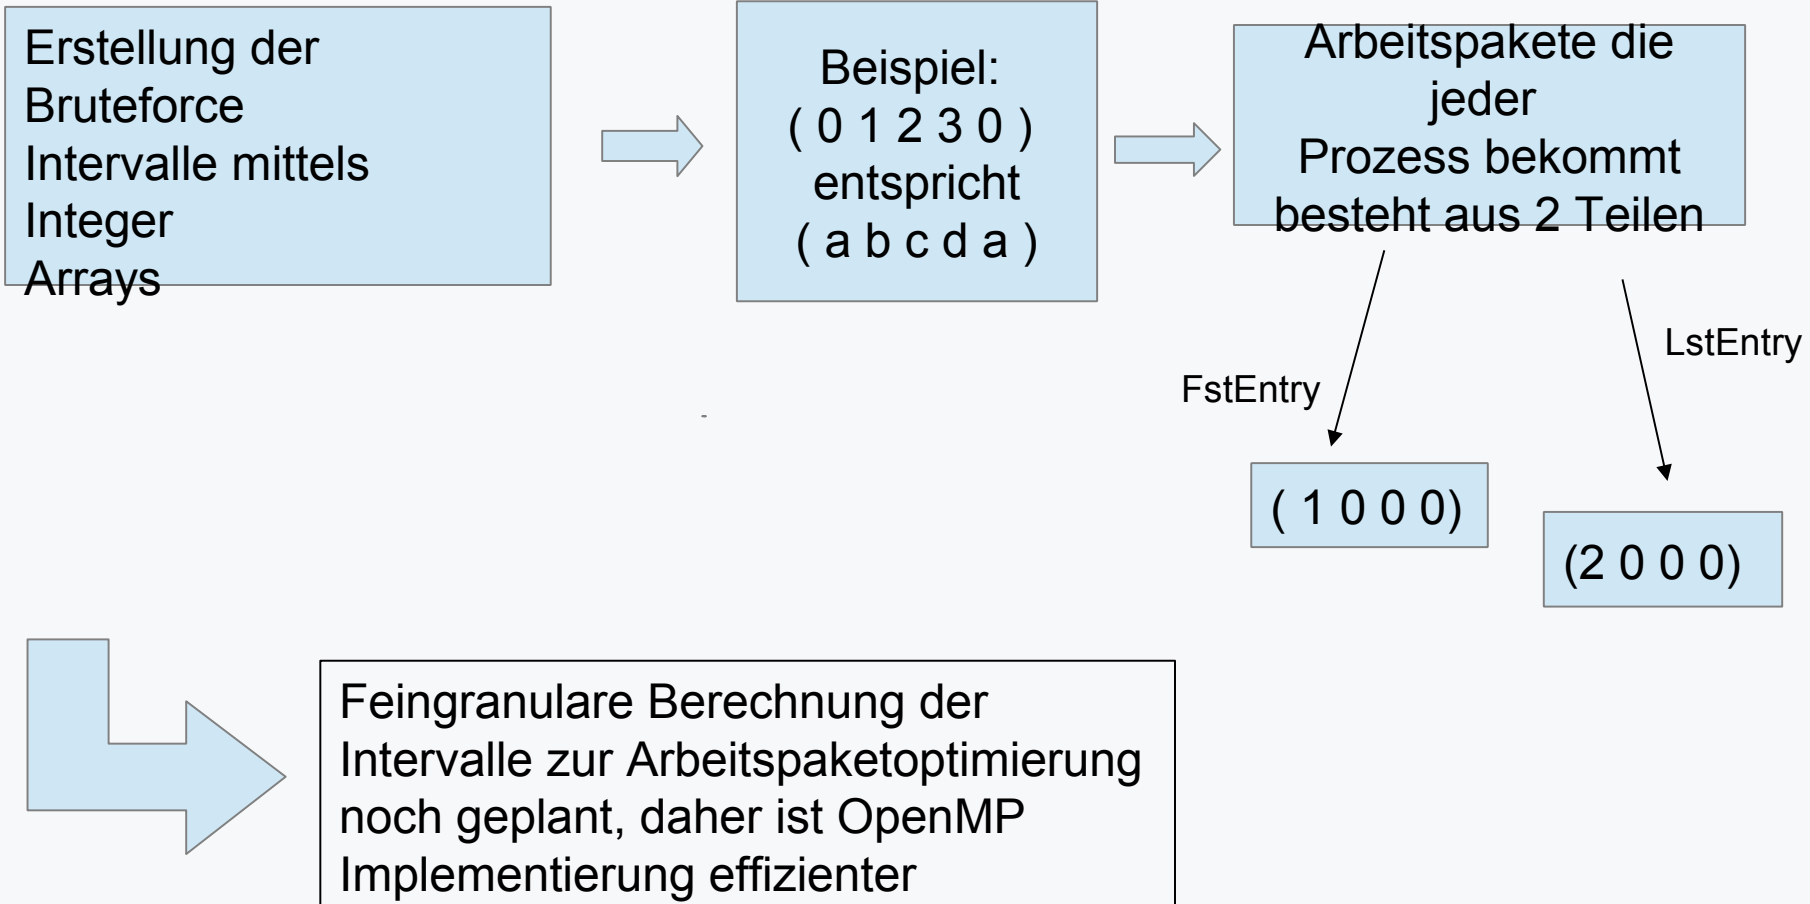 Erstellung der
Bruteforce
Intervalle mittels
Integer
Arrays
Beispiel:
( 0 1 2 3 0 )
entspricht
( a b c d a )
Arbeitspakete die
jeder
Prozess bekommt
besteht aus 2 Teilen
FstEntry
LstEntry
-
( 1 0 0 0)
(2 0 0 0)
Feingranulare Berechnung der
Intervalle zur Arbeitspaketoptimierung
noch geplant, daher ist OpenMP
Implementierung effizienter